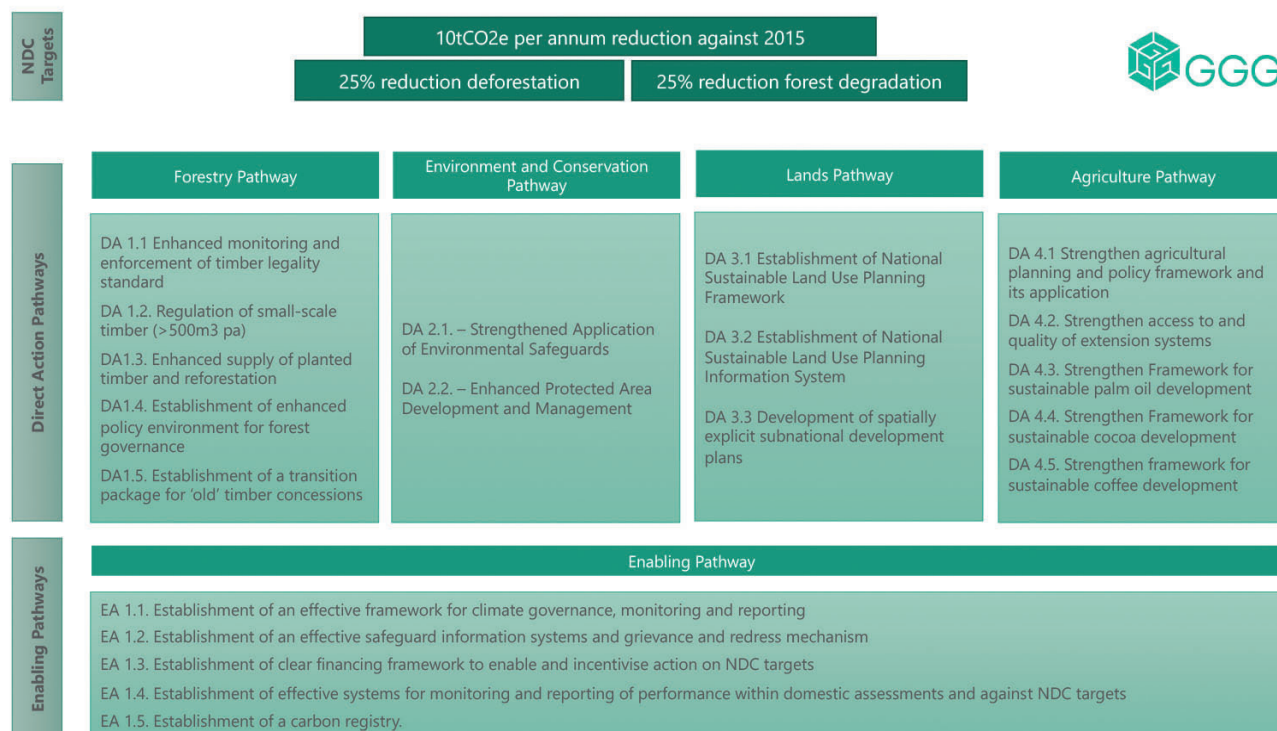 NDC
Targets
10tCO2e per annum reduction against 2015
25% reduction deforestation
25% reduction forest degradation
GGG
Direct Action Pathways
Forestry Pathway
DA 1.1 Enhanced monitoring and
enforcement of timber legality
standard
DA 1.2. Regulation of small-scale
timber (>500m3 pa)
DA1.3. Enhanced supply of planted
timber and reforestation
DA1.4. Establishment of enhanced
policy environment for forest
governance
DA1.5. Establishment of a transition
package for ‘old’ timber concessions
Environment and Conservation
Pathway
DA 2.1. – Strengthened Application
of Environmental Safeguards
DA 2.2. – Enhanced Protected Area
Development and Management
Lands Pathway
DA 3.1 Establishment of National
Sustainable Land Use Planning
Framework
DA 3.2 Establishment of National
Sustainable Land Use Planning
Information System
DA 3.3 Development of spatially
explicit subnational development
plans
Agriculture Pathway
DA 4.1 Strengthen agricultural
planning and policy framework and
its application
DA 4.2. Strengthen access to and
quality of extension systems
DA 4.3. Strengthen Framework for
sustainable palm oil development
DA 4.4. Strengthen Framework for
sustainable cocoa development
DA 4.5. Strengthen framework for
sustainable coffee development
Enabling Pathways
Enabling Pathway
EA 1.1. Establishment of an effective framework for climate governance, monitoring and reporting
EA 1.2. Establishment of an effective safeguard information systems and grievance and redress mechanism
EA 1.3. Establishment of clear financing framework to enable and incentivise action on NDC targets
EA 1.4. Establishment of effective systems for monitoring and reporting of performance within domestic assessments and against NDC targets
EA 1.5. Establishment of a carbon registry.